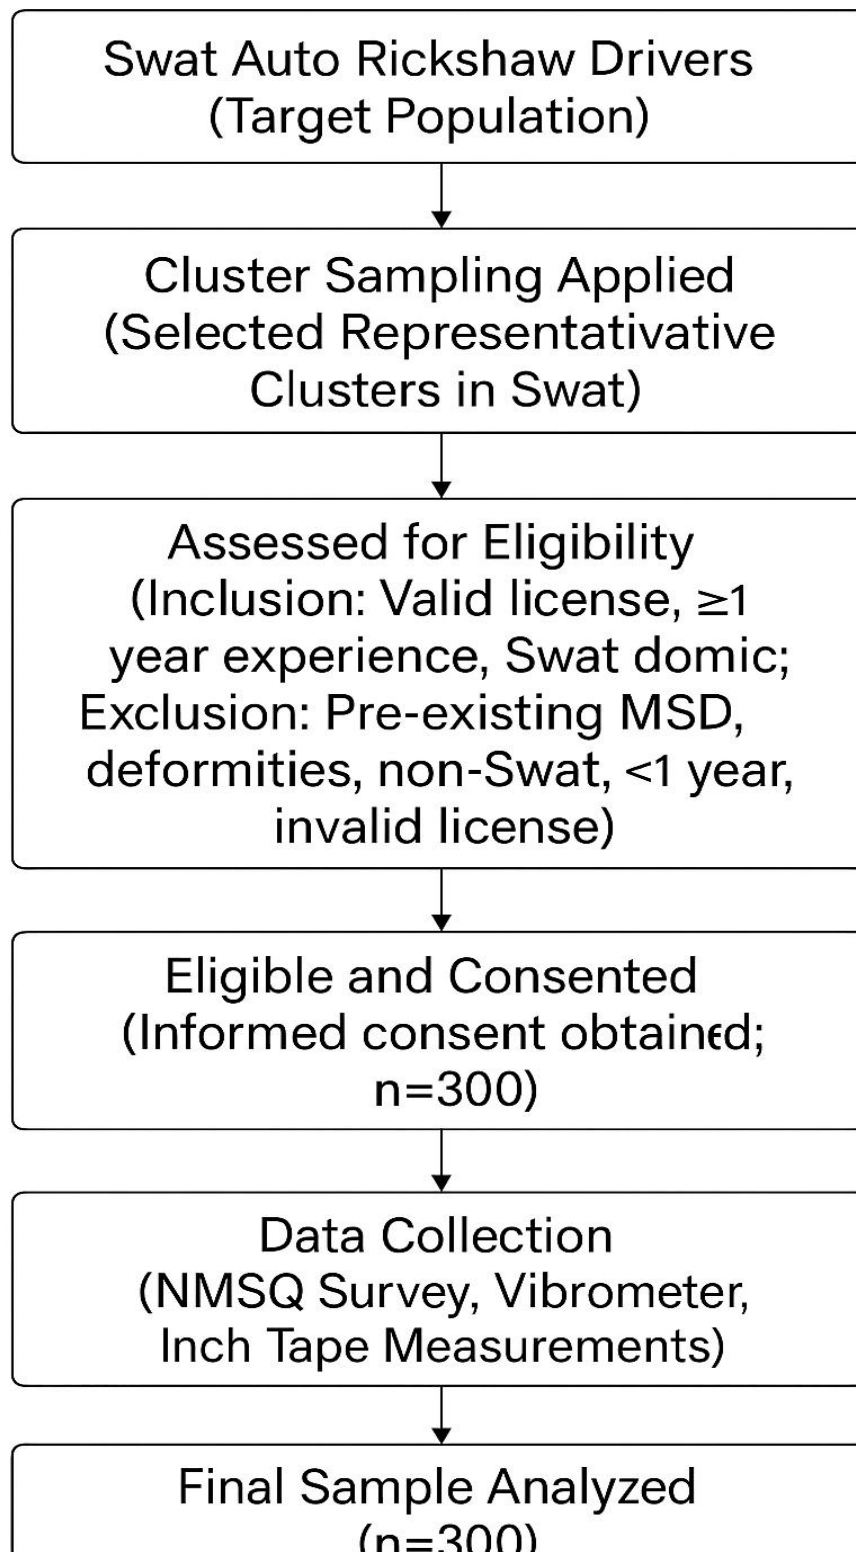 Swat Auto Rickshaw Drivers
(Target Population)
Cluster Sampling Applied
(Selected Representativative
Clusters in Swat)
Assessed for Eligibility
(Inclusion: Valid license, ≥1
year experience, Swat domic;
Exclusion: Pre-existing MSD,
deformities, non-Swat, <1 year,
invalid license)
Eligible and Consented
(Informed consent obtained;
n=300)
Data Collection
(NMSQ Survey, Vibrometer,
Inch Tape Measurements)
Final Sample Analyzed
(n=300)